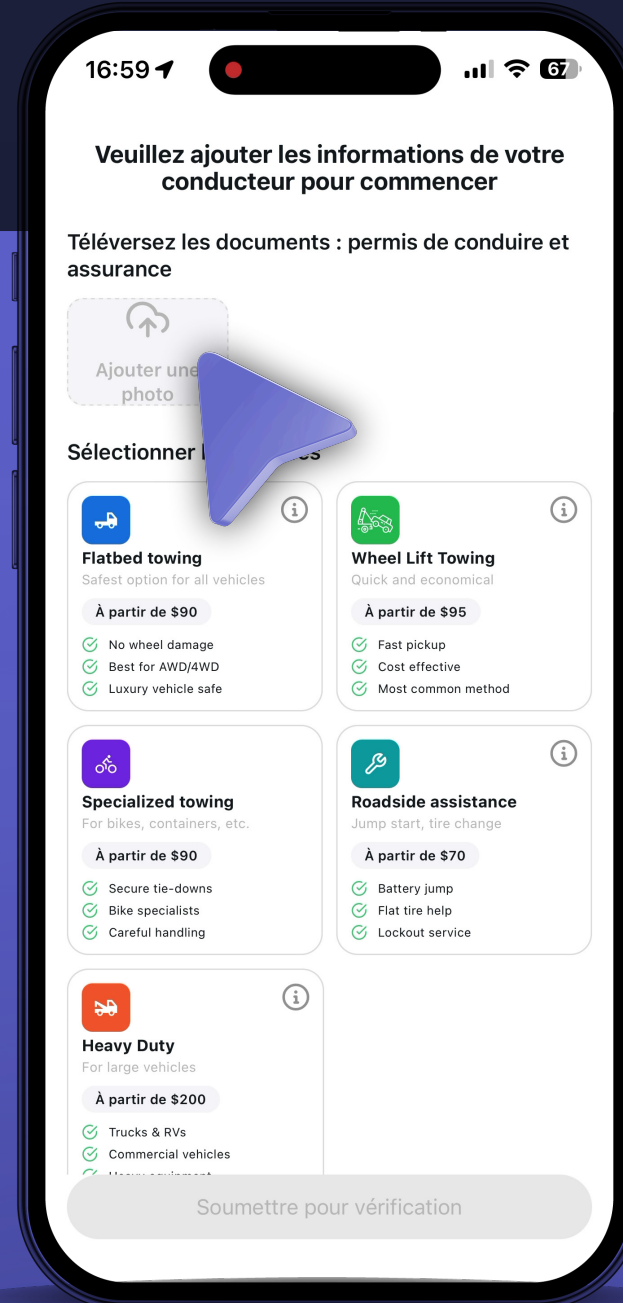 16:59
67
Veuillez ajouter les informations de votre
conducteur pour commencer
Téléversez les documents : permis de conduire et
assurance
Ajouter une
photo
Sélectionner
Flatbed towing
Safest option for all vehicles
À partir de $90
No wheel damage
Best for AWD/4WD
Luxury vehicle safe
Wheel Lift Towing
Quick and economical
À partir de $95
Fast pickup
Cost effective
Most common method
Specialized towing
For bikes, containers, etc.
À partir de $90
Secure tie-downs
Bike specialists
Careful handling
Roadside assistance
Jump start, tire change
À partir de $70
Battery jump
Flat tire help
Lockout service
Heavy Duty
For large vehicles
À partir de $200
Trucks & RVs
Commercial vehicles
Soumettre pour vérification